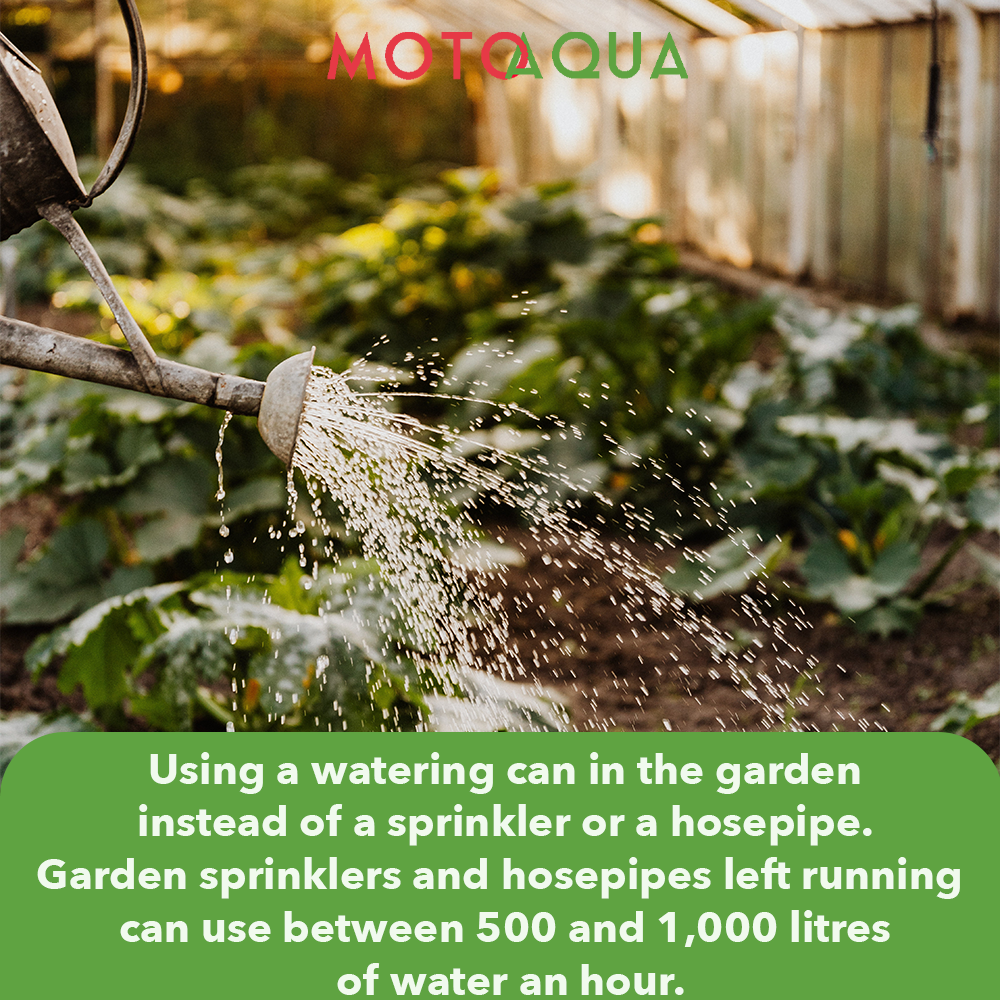 MOTOAQUA
Using a watering can in the garden
instead of a sprinkler or a hosepipe.
Garden sprinklers and hosepipes left running
can use between 500 and 1,000 litres
of water an hour.